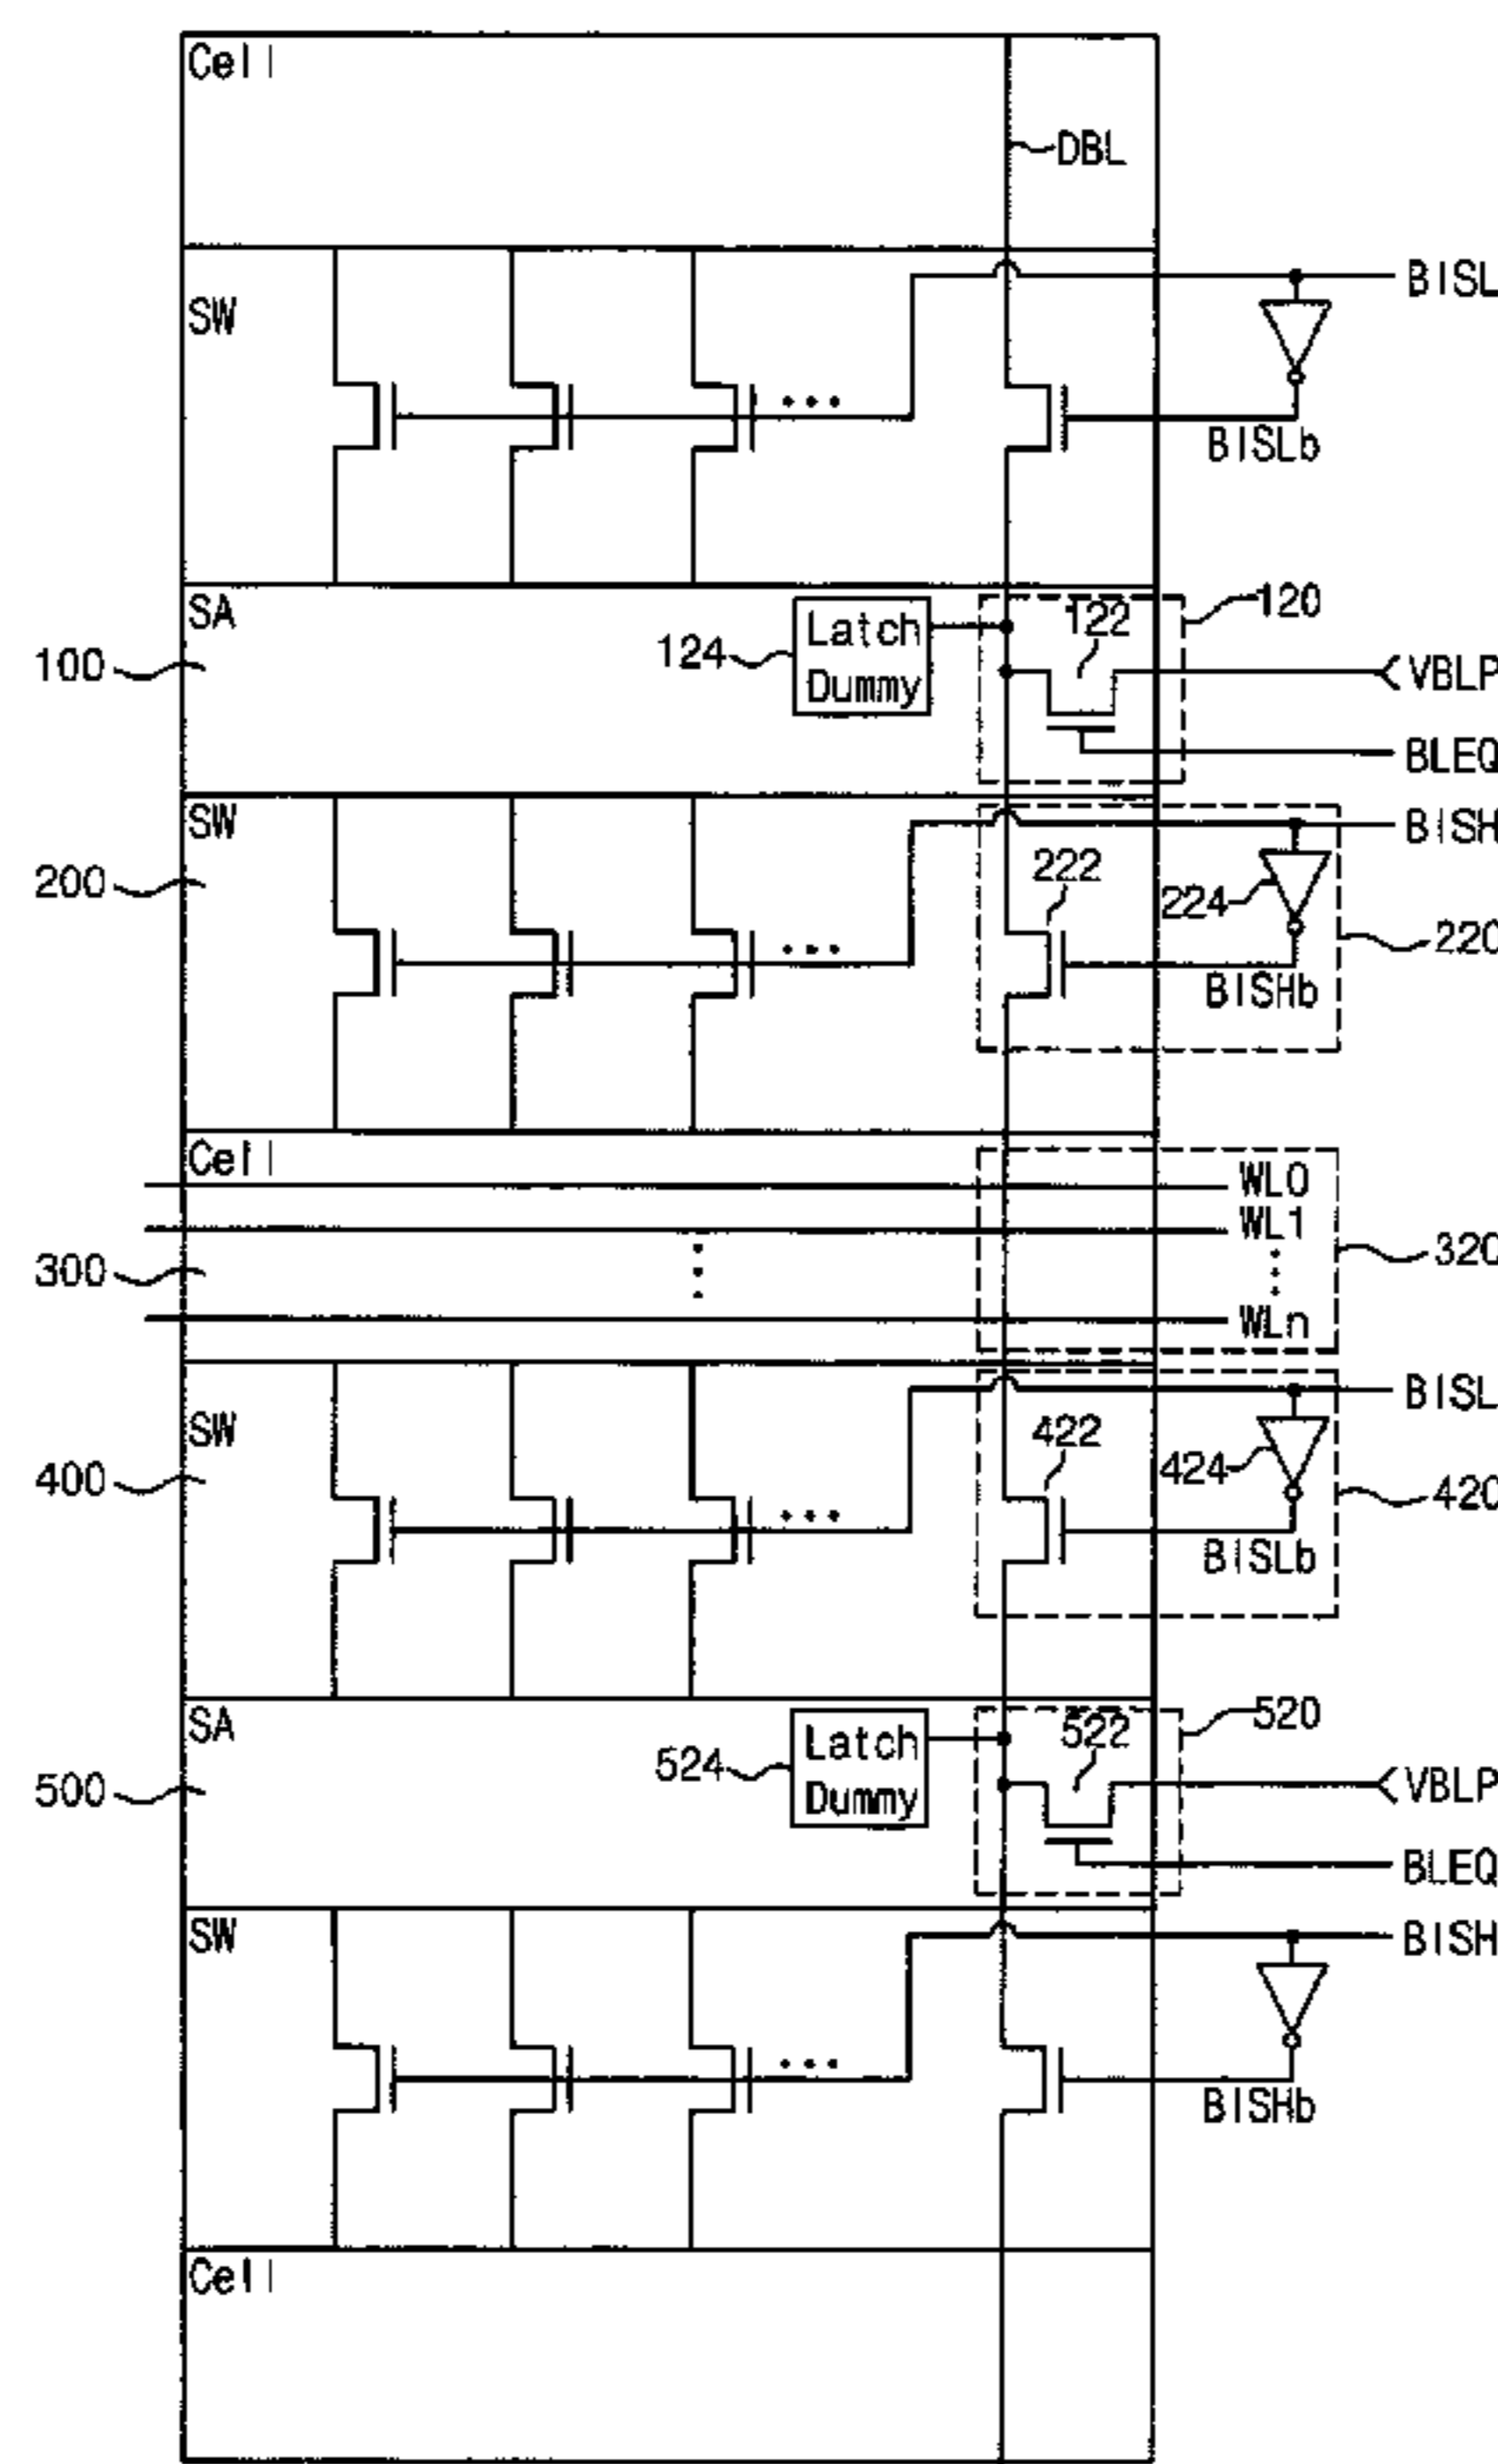 Cell
DBL
BISL
SW
BISLb
SA
Latch
Dummy
124
122
120
100
VBLP
BLEQ
SW
BISH
222
224
200
220
BISHb
Cell
WL0
WL1
300
320
WLn
BISL
SW
422
424
400
420
BISLb
SA
Latch
Dummy
524
522
520
500
VBLP
BLEQ
SW
BISH
BISHb
Cell